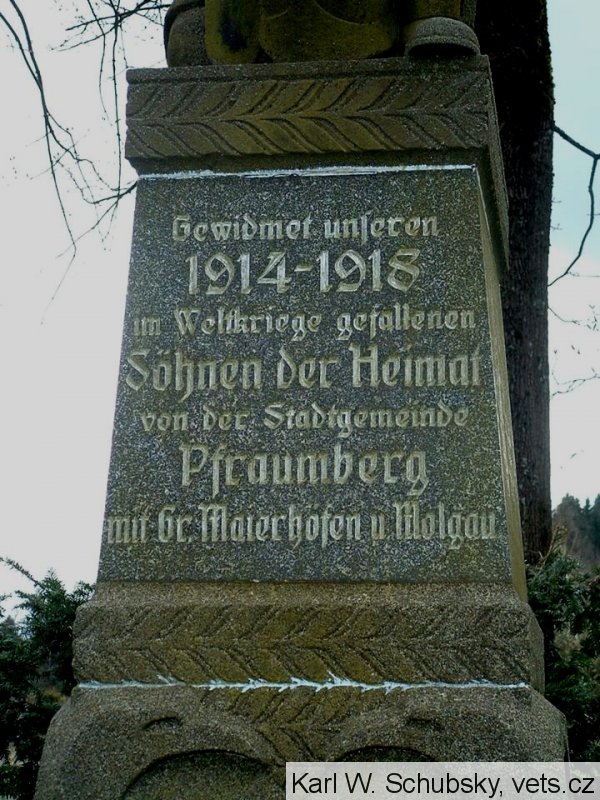 Gewidmet unseren
1914-1918
im Weltkriege gefallenen
Söhnen der Heimat
von der Stadtgemeinde
Pfraumberg
mit Gr. Maierhöfen u. Molgau
Karl W. Schubsky, vets.cz